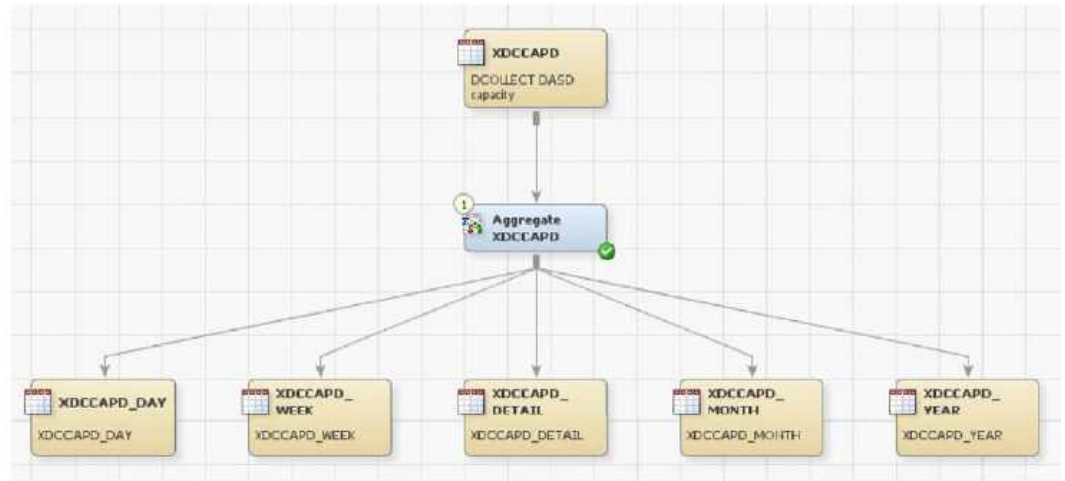 XDCCAPD
DCOLLECT DASD
capacity
1
Aggregate
XDCCAPD
XDCCAPD_DAY
XDCCAPD_DAY
XDCCAPD_
WEEK
XDCCAPD_WEEK
XDCCAPD_
DETAIL
XDCCAPD_DETAIL
XDCCAPD_
MONTH
XDCCAPD_MONTH
XDCCAPD_
YEAR
XDCCAPD_YEAR